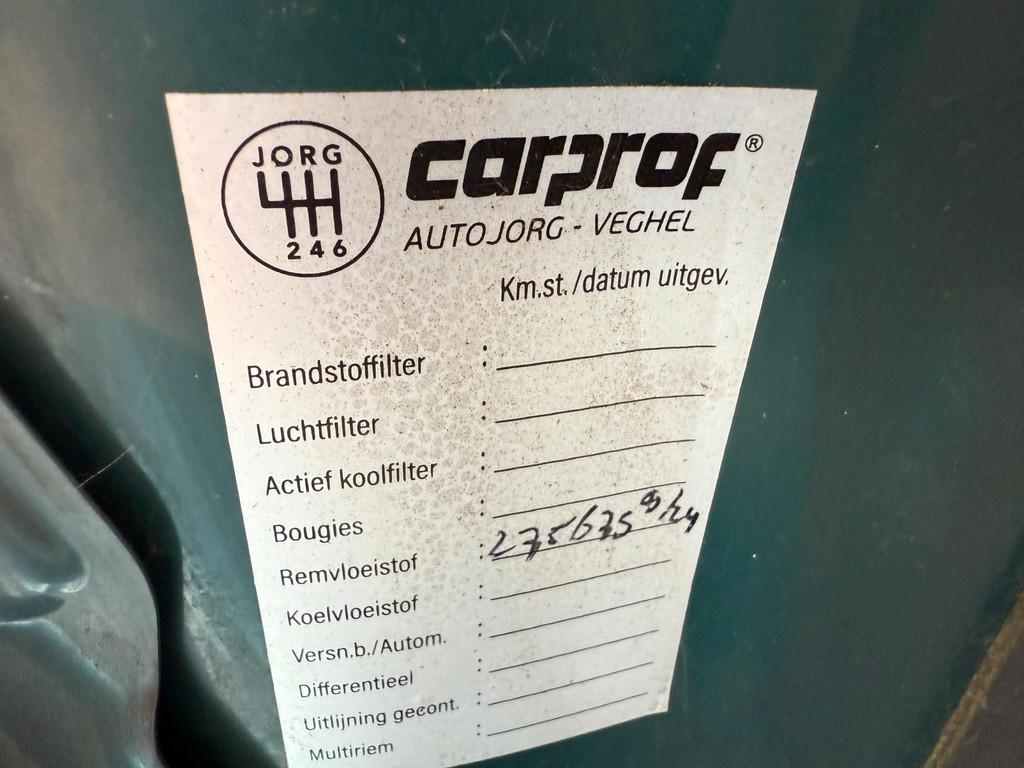 JORG
246
carprof®
AUTOJORG - VEGHEL
Km.st./datum uitgev.
Brandstoffilter :
Luchtfilter :
Actief koolfilter :
Bougies :
Remvloeistof : 275675
Koelvloeistof :
Versn.b./Autom. :
Differentieel :
Uitlijning gecont. :
Multiriem :